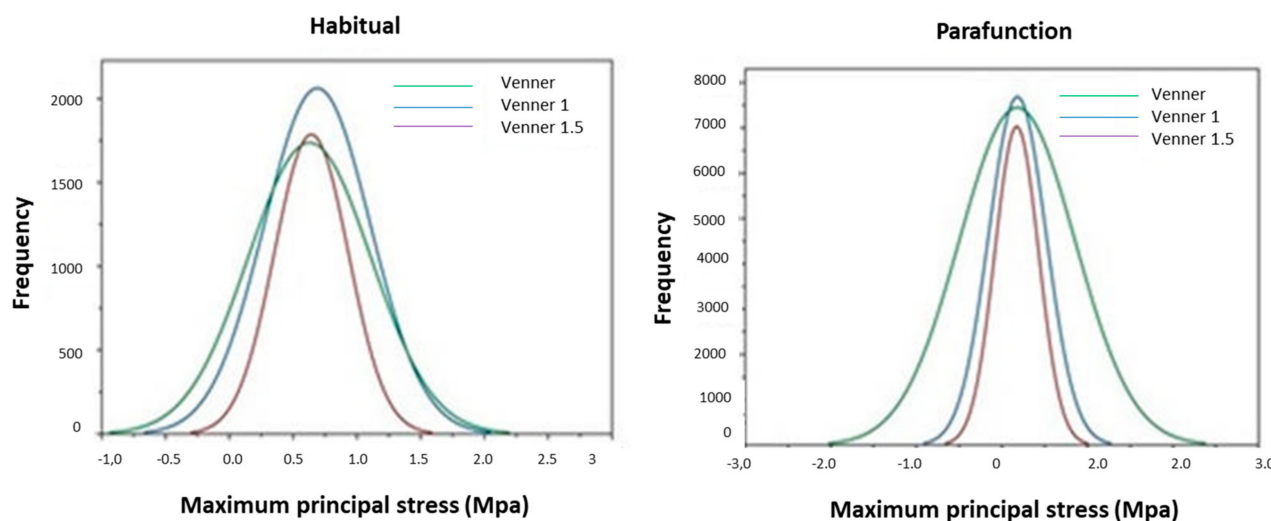 Habitual
Venner
Venner 1
Venner 1.5
2000
1500
1000
500
0
Frequency
-1,0 -0.5 0.0 0.5 1.0 1.5 2.0 2.5 3
Maximum principal stress (Mpa)
Parafunction
Venner
Venner 1
Venner 1.5
8000
7000
6000
5000
4000
3000
2000
1000
0
Frequency
-3,0 -2.0 -1.0 0 2.0 2.0 3.0
Maximum principal stress (Mpa)